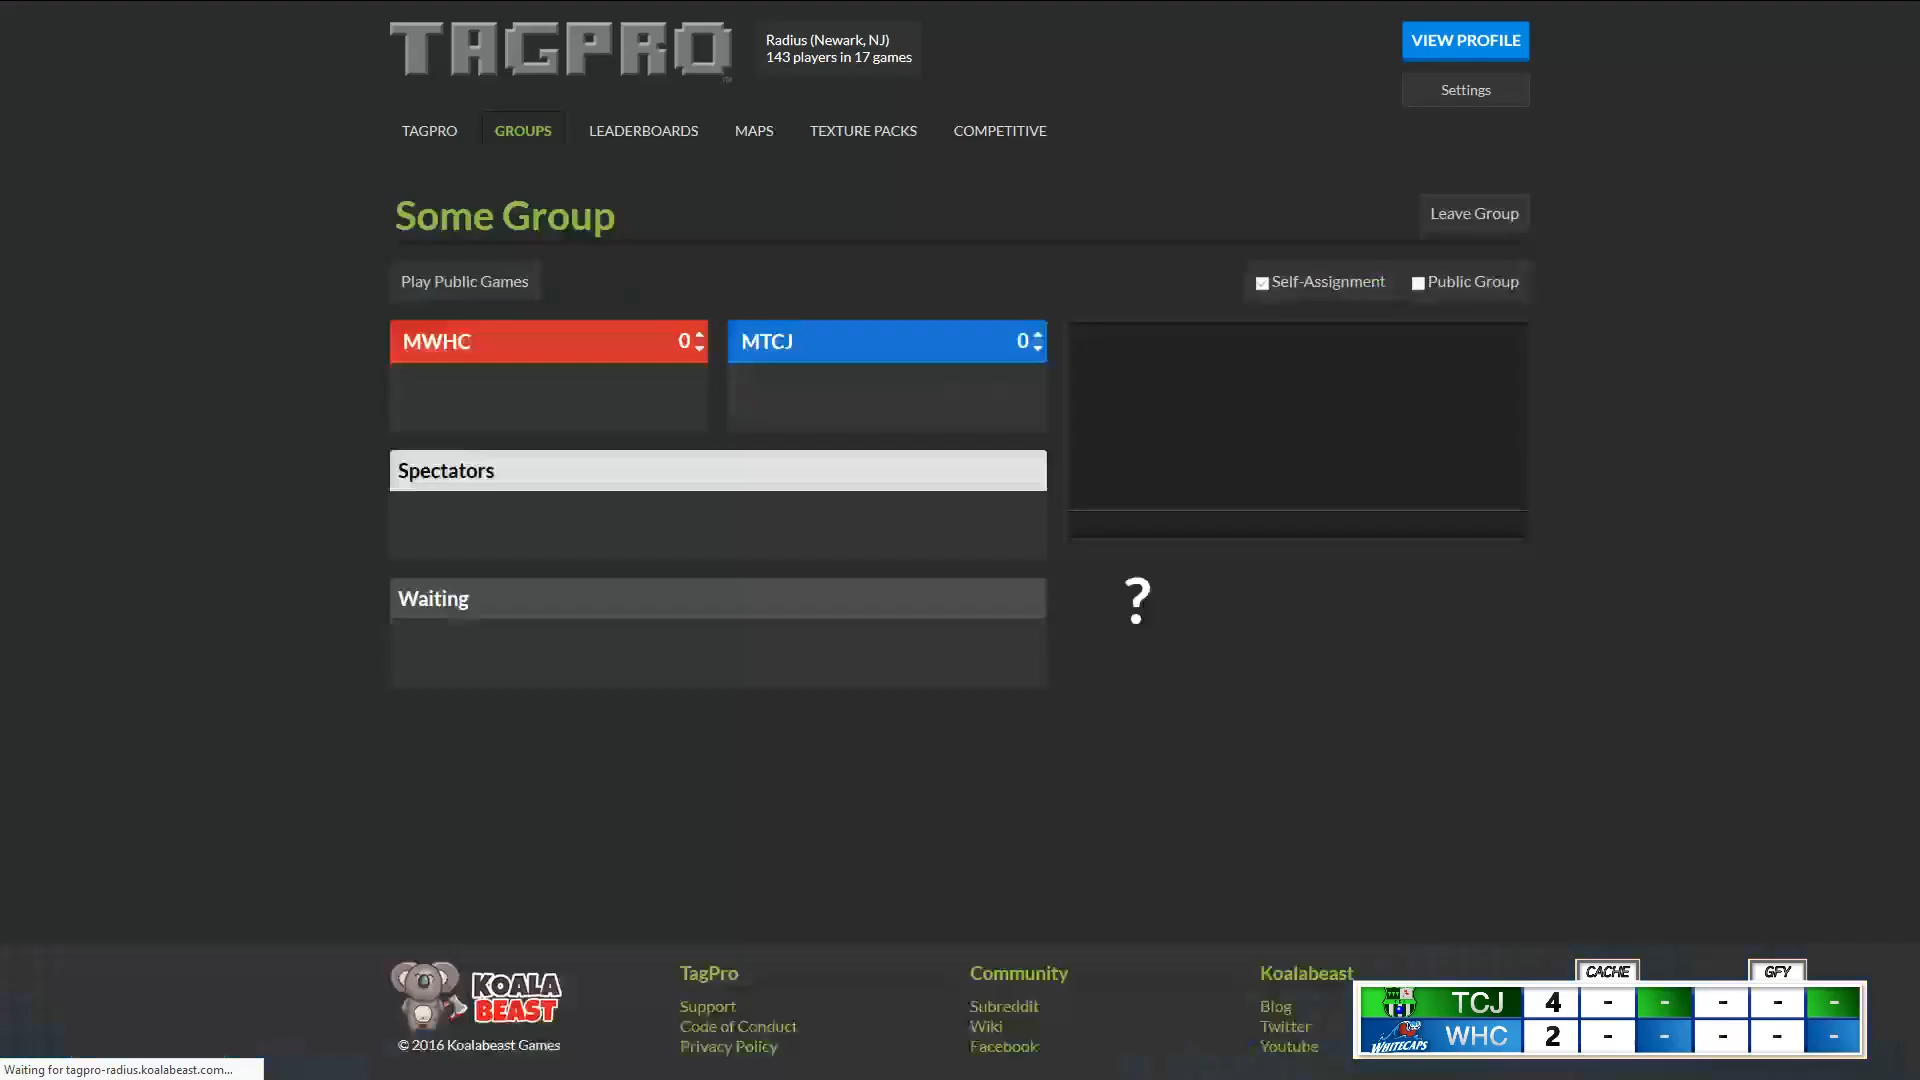 TAGPRO
TM
Radius (Newark, NJ)
143 players in 17 games
VIEW PROFILE
Settings
TAGPRO
GROUPS
LEADERBOARDS
MAPS
TEXTURE PACKS
COMPETITIVE
Some Group
Leave Group
Play Public Games
Self-Assignment
Public Group
MWHC 0
MTCJ 0
Spectators
Waiting
?
KOALA
BEAST
© 2016 Koalabeast Games
TagPro
Support
Code of Conduct
Privacy Policy
Community
Subreddit
Wiki
Facebook
Koalabeast
Blog
Twitter
Youtube
CACHE
GFY
TCJ 4 - - - - -
WHITECAPS WHC 2 - - - - -
Waiting for tagpro-radius.koalabeast.com...